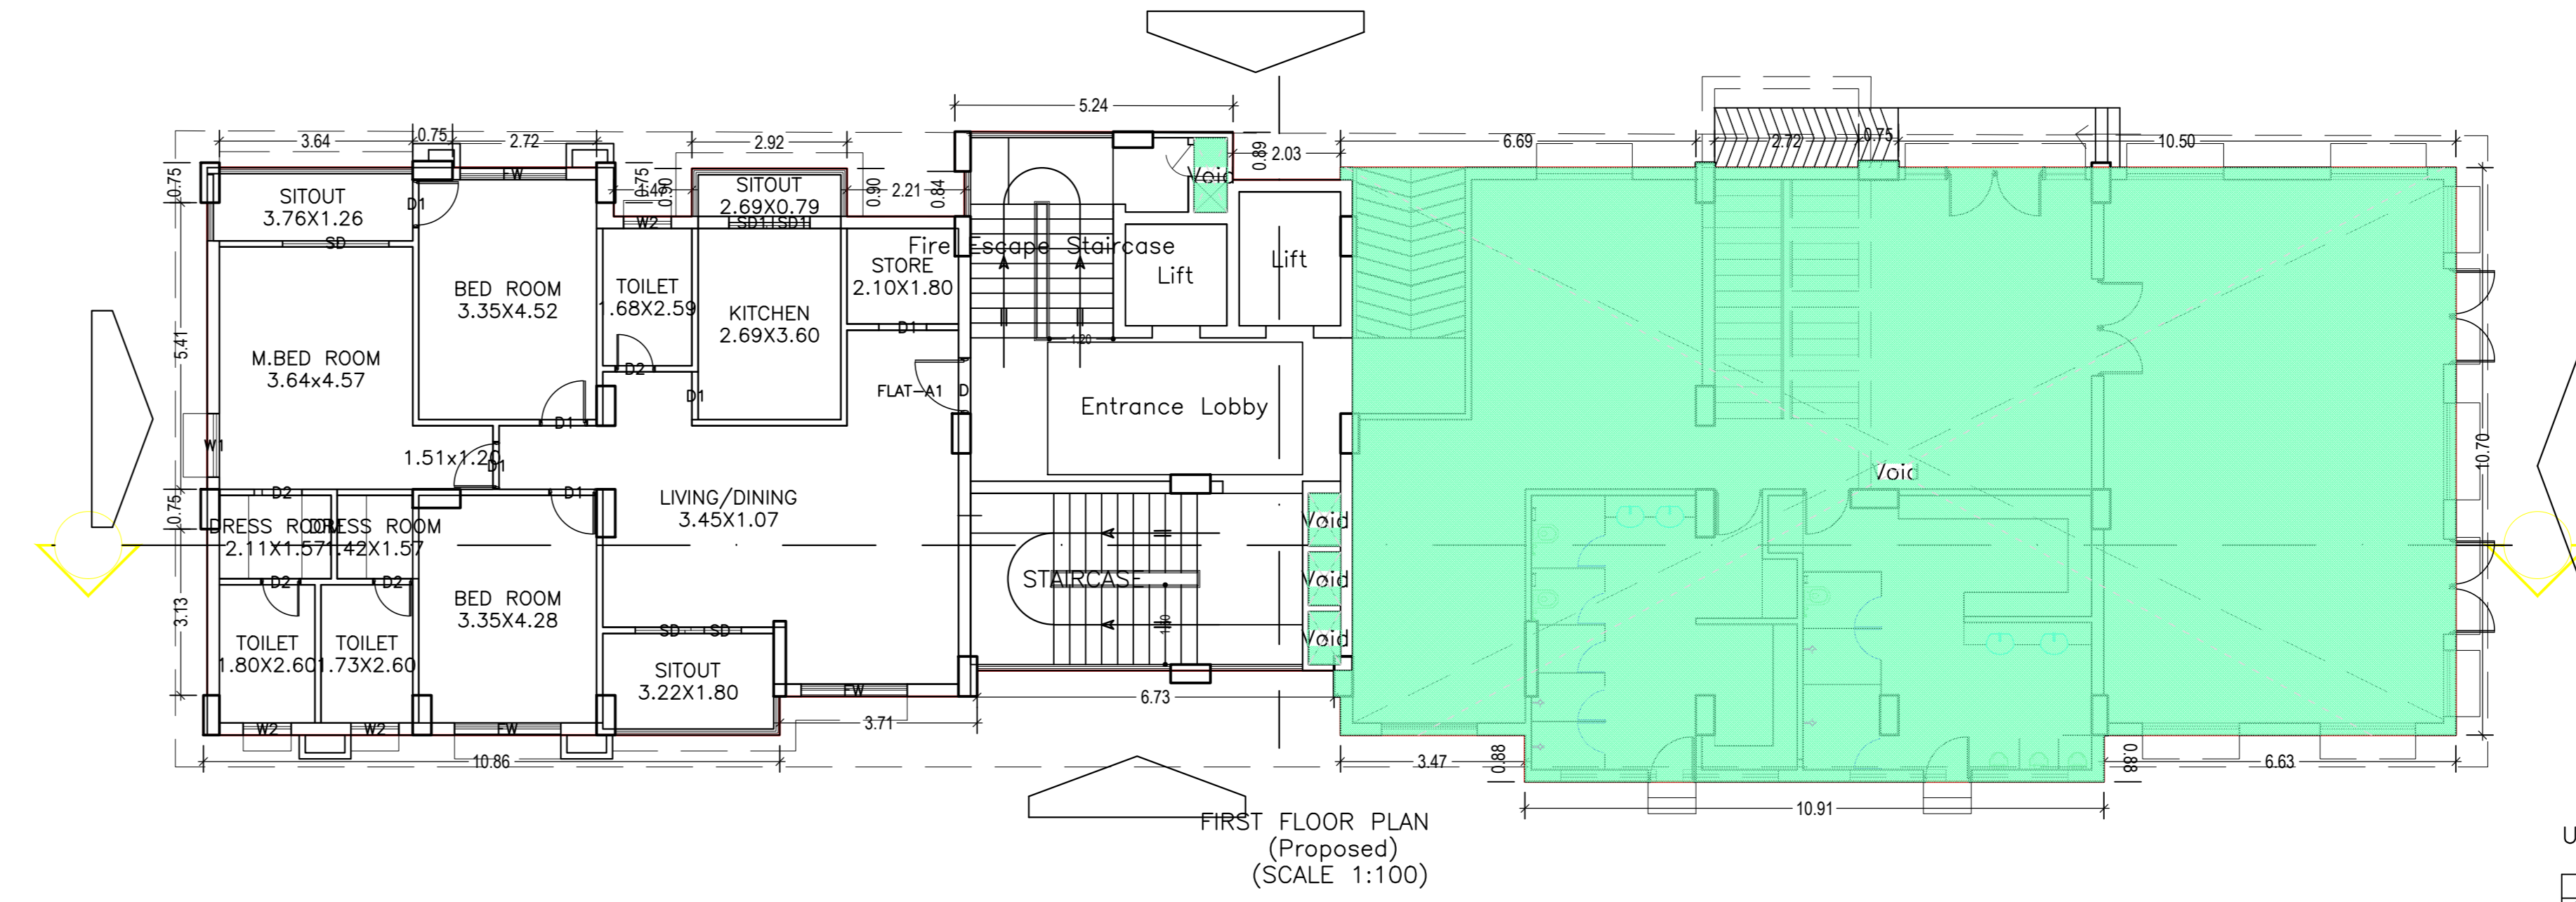 5.24
3.64
0.75
2.72
2.92
6.69
2.72
0.75
10.50
0.89
2.03
0.75
FW
0.75
0.90
0.90
2.21
0.84
Void
SITOUT
3.76X1.26
D1
SITOUT
2.69X0.79
W2
SD1
SD1
SD
Fire Escape Staircase
Lift
Lift
STORE
2.10X1.80
BED ROOM
3.35X4.52
TOILET
1.68X2.59
KITCHEN
2.69X3.60
D1
1.20
5.41
M.BED ROOM
3.64x4.57
D2
D1
FLAT-A1
D
Entrance Lobby
D1
W1
1.51x1.20
D1
10.70
Void
D2
D1
LIVING/DINING
3.45X1.07
0.75
DRESS ROOM
2.11X1.57
DRESS ROOM
1.42X1.57
Void
STAIRCASE
Void
D2
D2
BED ROOM
3.35X4.28
3.13
SD
SD
Void
TOILET
1.80X2.60
TOILET
1.73X2.60
SITOUT
3.22X1.80
FW
6.73
W2
W2
FW
3.71
10.86
3.47
0.88
0.88
6.63
10.91
FIRST FLOOR PLAN
(Proposed)
(SCALE 1:100)
U